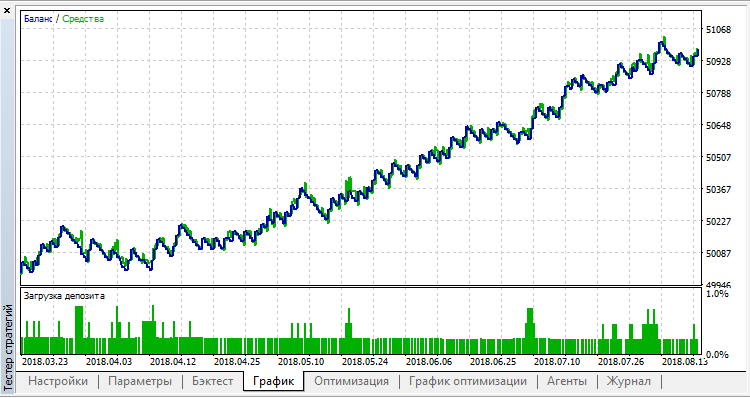 Баланс / Средства
51068
50928
50788
50648
50507
50367
50227
50087
49946
Загрузка депозита
1.0%
0.0%
2018.03.23 2018.04.03 2018.04.12 2018.04.23 2018.05.10 2018.05.24 2018.06.06 2018.06.25 2018.07.10 2018.07.26 2018.08.13
Тестер стратегий
Настройки Параметры Бэктест График Оптимизация График оптимизации Агенты Журнал